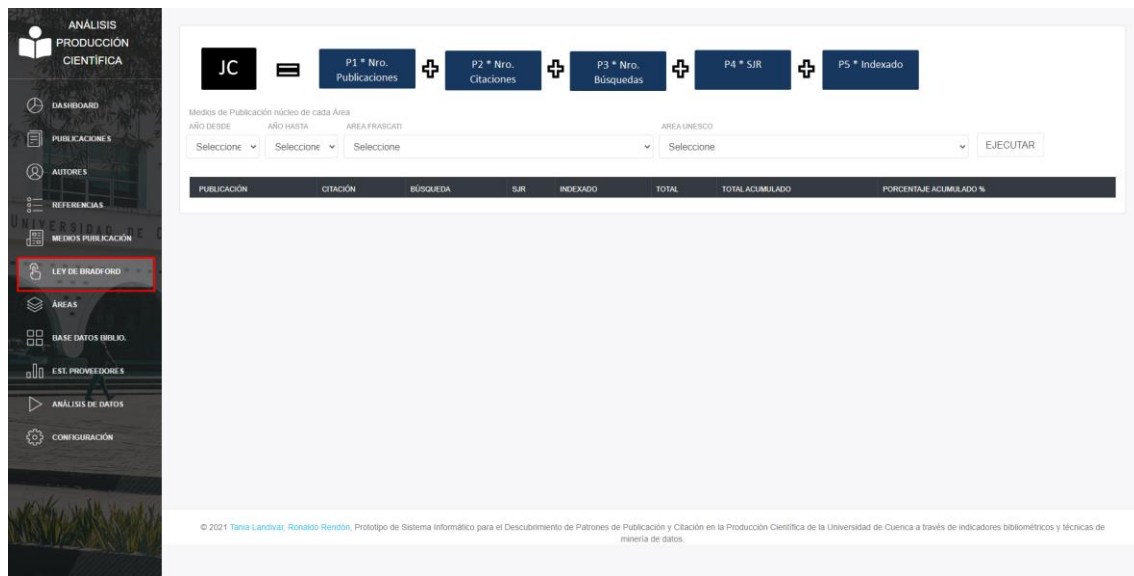 ANÁLISIS
PRODUCCIÓN
CIENTÍFICA
DASHBOARD
PUBLICACIONES
AUTORES
REFERENCIAS
UNIVERSIDAD DE C
MEDIOS PUBLICACIÓN
LEY DE BRADFORD
ÁREAS
BASE DATOS BIBLIO.
EST. PROVEEDORES
ANÁLISIS DE DATOS
CONFIGURACIÓN
JC = P1 * Nro. Publicaciones + P2 * Nro. Citaciones + P3 * Nro. Búsquedas + P4 * SJR + P5 * Indexado
Medios de Publicación núcleo de cada Área
AÑO DESDE AÑO HASTA AREA FRASCATI AREA UNESCO
Seleccione Seleccione Seleccione Seleccione EJECUTAR
PUBLICACIÓN CITACIÓN BÚSQUEDA SJR INDEXADO TOTAL TOTAL ACUMULADO PORCENTAJE ACUMULADO %
© 2021 Tania Landivar, Ronaldo Rendón, Prototipo de Sistema Informático para el Descubrimiento de Patrones de Publicación y Citación en la Producción Científica de la Universidad de Cuenca a través de indicadores bibliométricos y técnicas de
minería de datos.